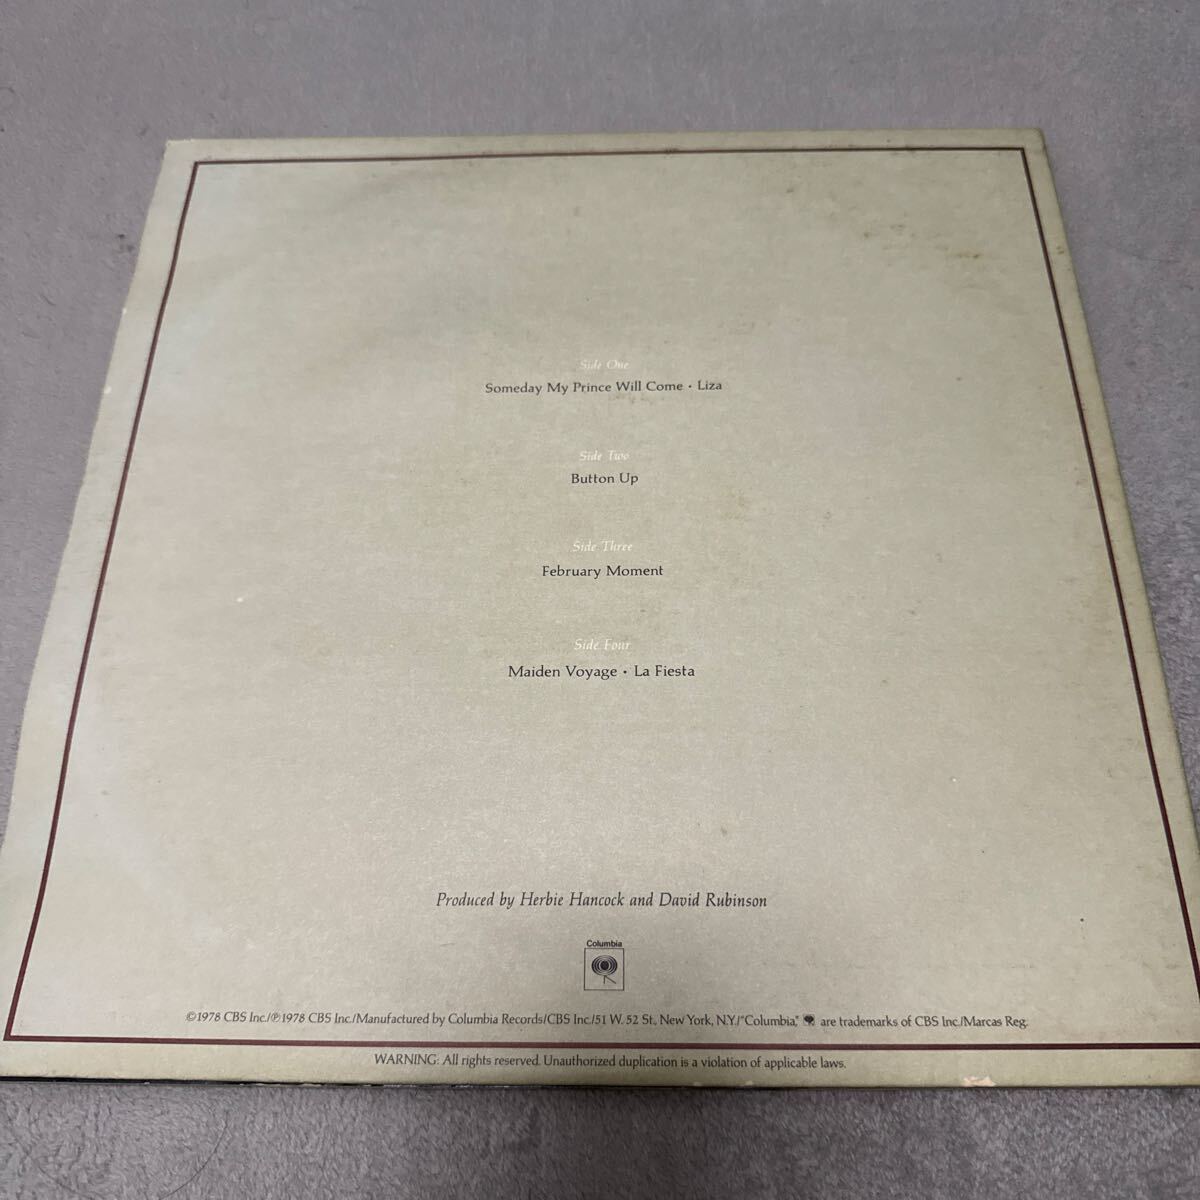 Side One
Someday My Prince Will Come • Liza
Side Two
Button Up
Side Three
February Moment
Side Four
Maiden Voyage • La Fiesta
Produced by Herbie Hancock and David Rubinson
Columbia
©1978 CBS Inc./℗1978 CBS Inc./Manufactured by Columbia Records/CBS Inc./51 W. 52 St., New York, N.Y./"Columbia," are trademarks of CBS Inc./Marcas Reg.
WARNING: All rights reserved. Unauthorized duplication is a violation of applicable laws.